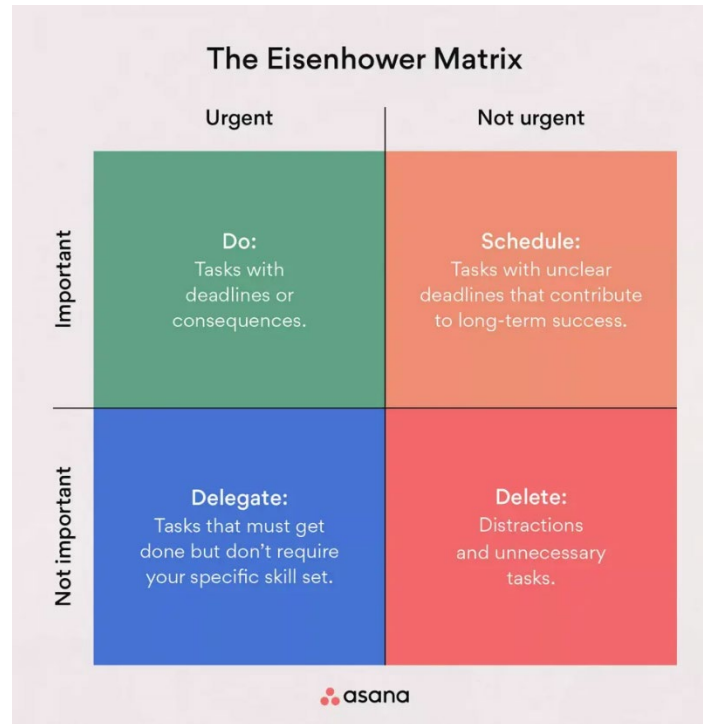 The Eisenhower Matrix
Urgent
Not urgent
Important
Do:
Tasks with
deadlines or
consequences.
Schedule:
Tasks with unclear
deadlines that contribute
to long-term success.
Not important
Delegate:
Tasks that must get
done but don’t require
your specific skill set.
Delete:
Distractions
and unnecessary
tasks.
asana